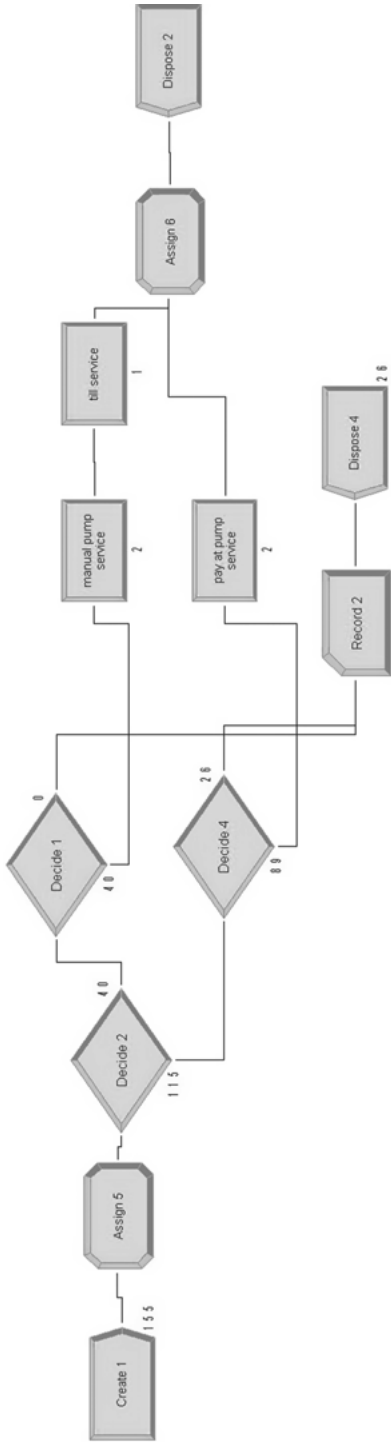 Create 1
155
Assign 5
Decide 2
40
115
Decide 1
0
40
Decide 4
26
89
manual pump
service
2
till service
1
pay at pump
service
2
Assign 6
Dispose 2
Record 2
Dispose 4
26